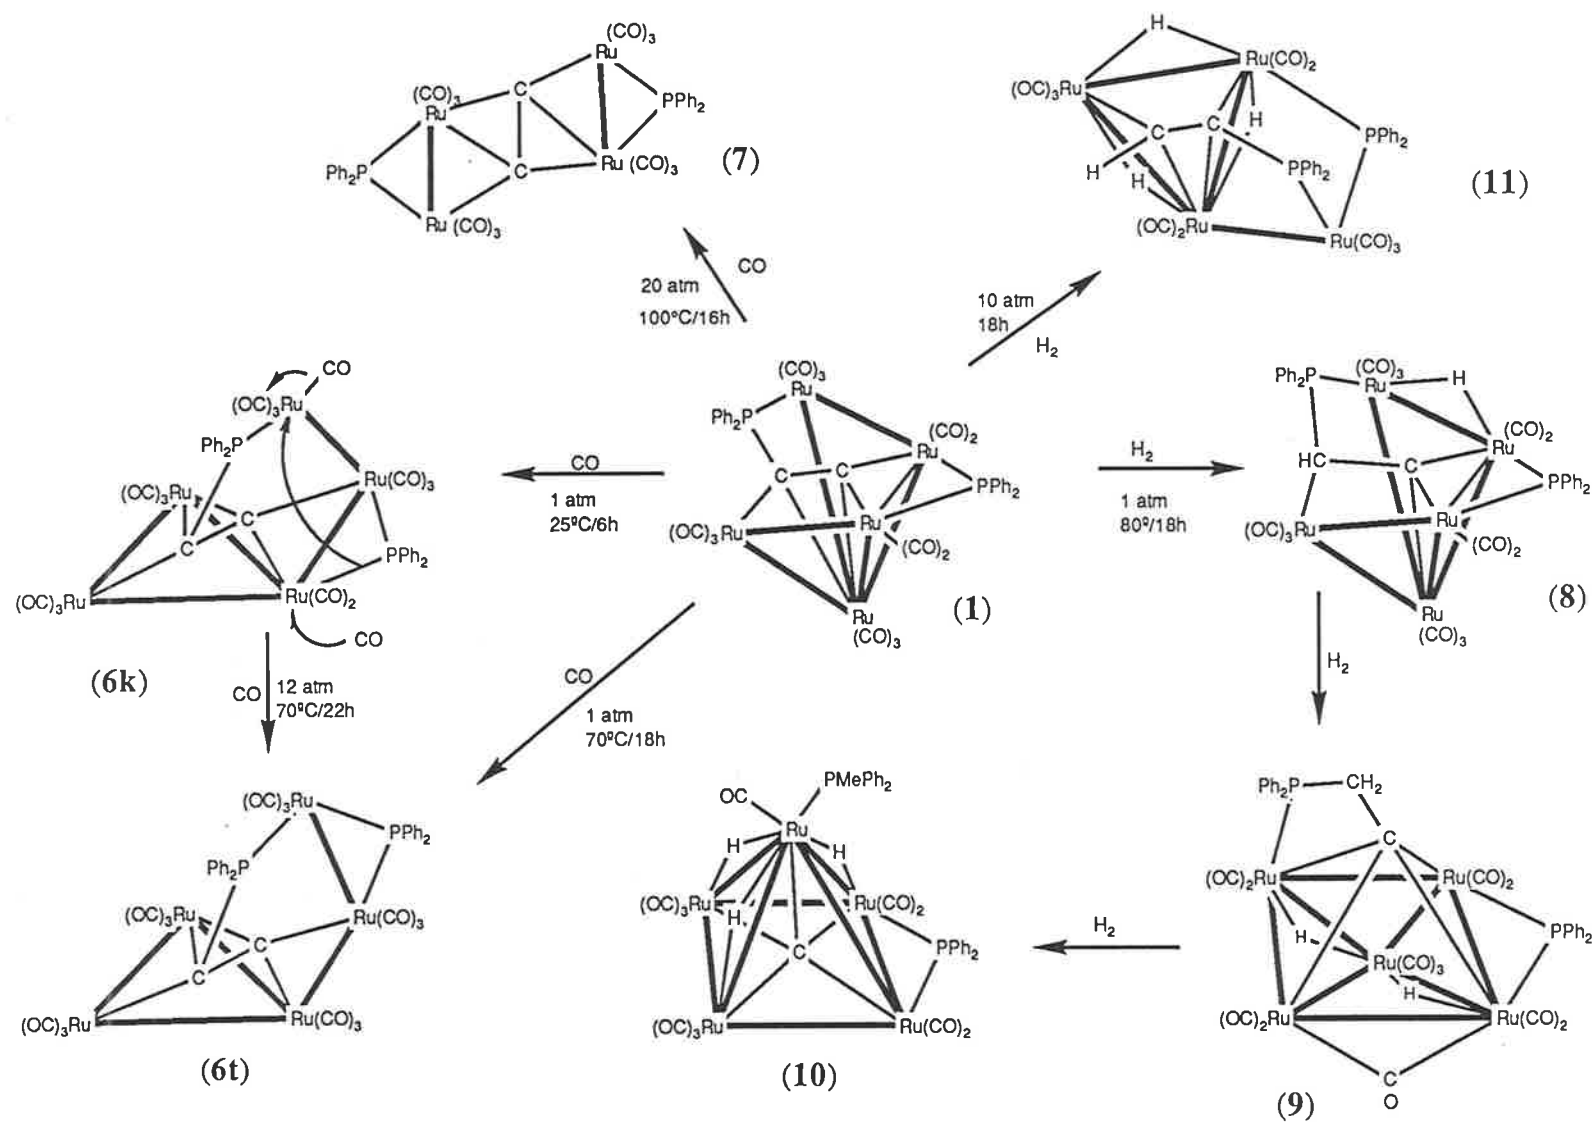 (CO)₃
Ru
(CO)₃
Ru
C
PPh₂
Ph₂P
C
Ru (CO)₃
Ru (CO)₃
(7)
H
Ru(CO)₂
(OC)₃Ru
H
C
C
PPh₂
H
H
PPh₂
(OC)₂Ru
Ru(CO)₃
(11)
CO
20 atm
100°C/16h
10 atm
18h
H₂
CO
(OC)₃Ru
Ph₂P
(OC)₃Ru
Ru(CO)₃
C
C
PPh₂
(OC)₃Ru
Ru(CO)₂
CO
(6k)
CO
1 atm
25ºC/6h
(CO)₃
Ru
Ph₂P
(CO)₂
Ru
C
C
PPh₂
(OC)₃Ru
Ru
(CO)₂
Ru
(CO)₃
(1)
H₂
1 atm
80º/18h
(CO)₃
Ph₂P
Ru
H
(CO)₂
Ru
HC
C
PPh₂
(OC)₃Ru
Ru
(CO)₂
Ru
(CO)₃
(8)
CO
12 atm
70ºC/22h
CO
1 atm
70ºC/18h
H₂
(OC)₃Ru
PPh₂
Ph₂P
(OC)₃Ru
Ru(CO)₃
C
C
(OC)₃Ru
Ru(CO)₃
(6t)
PMePh₂
OC
Ru
H
H
(OC)₃Ru
Ru(CO)₂
H
C
PPh₂
(OC)₃Ru
Ru(CO)₂
(10)
H₂
Ph₂P
CH₂
C
(OC)₂Ru
Ru(CO)₂
H
PPh₂
Ru(CO)₃
H
(OC)₂Ru
Ru(CO)₂
C
O
(9)